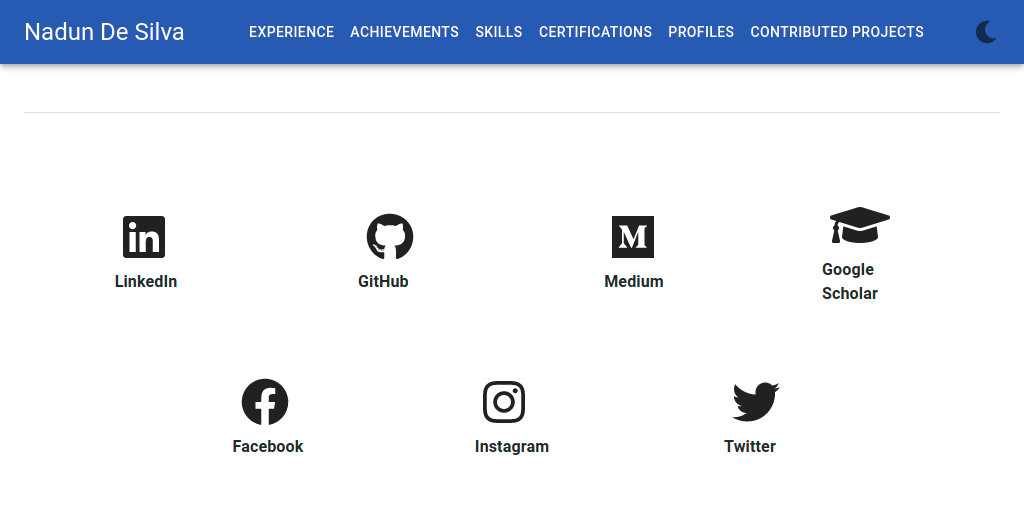 Nadun De Silva
EXPERIENCE ACHIEVEMENTS SKILLS CERTIFICATIONS PROFILES CONTRIBUTED PROJECTS
LinkedIn
GitHub
Medium
Google
Scholar
Facebook
Instagram
Twitter